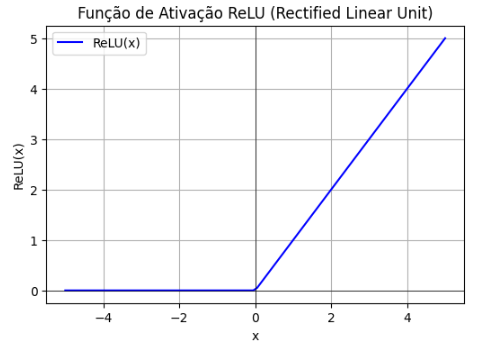 Função de Ativação ReLU (Rectified Linear Unit)
ReLU(x)
5
4
3
2
1
0
ReLU(x)
−4 −2 0 2 4
x